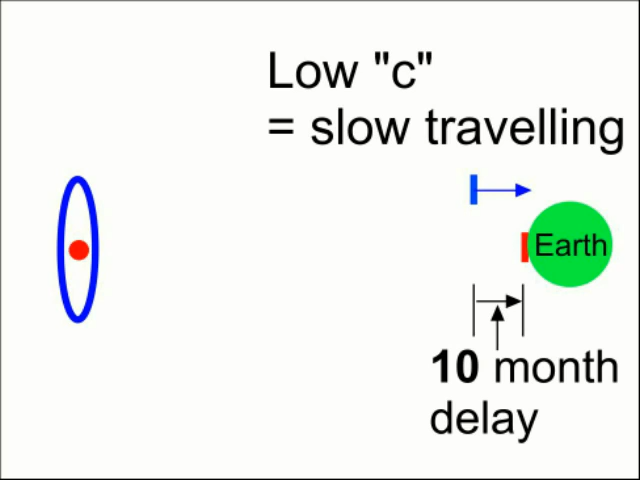 Low "c"
= slow travelling
Earth
10 month
delay